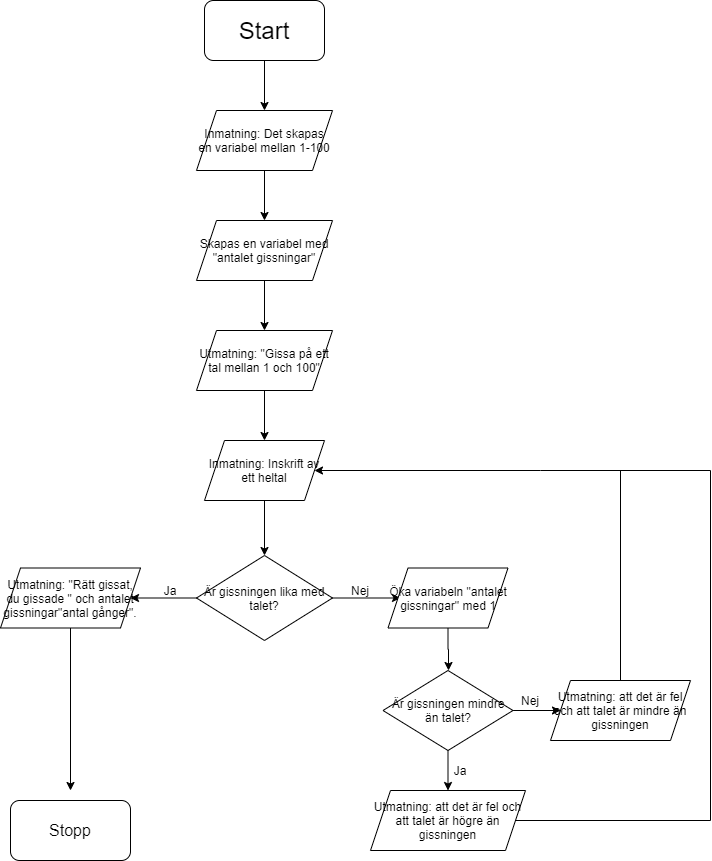 Start
Inmatning: Det skapas
en variabel mellan 1-100
Skapas en variabel med
"antalet gissningar"
Utmatning: "Gissa på ett
tal mellan 1 och 100"
Inmatning: Inskrift av
ett heltal
Är gissningen lika med
talet?
Ja
Nej
Utmatning: "Rätt gissat,
du gissade " och antalet
gissningar"antal gånger".
Öka variabeln "antalet
gissningar" med 1
Är gissningen mindre
än talet?
Nej
Utmatning: att det är fel
och att talet är mindre än
gissningen
Ja
Utmatning: att det är fel och
att talet är högre än
gissningen
Stopp